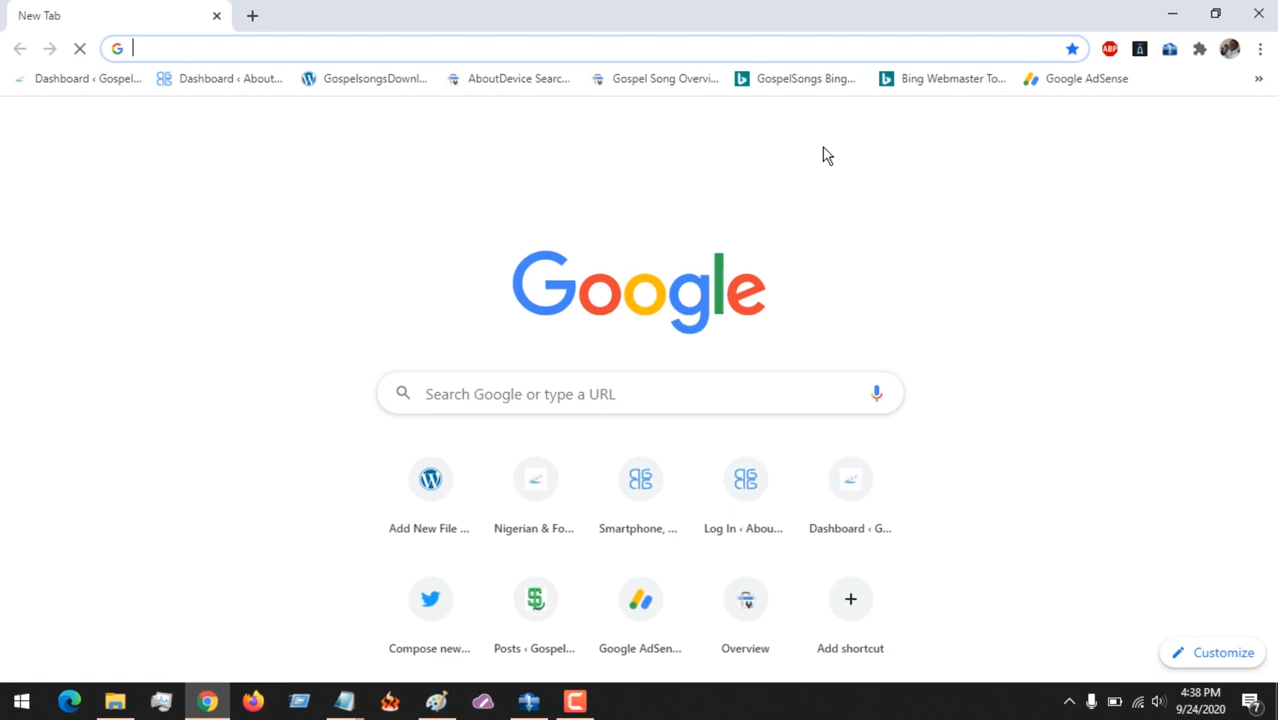 New Tab
Dashboard ‹ Gospel... Dashboard ‹ About... GospelsongsDownl... AboutDevice Searc... Gospel Song Overvi... GospelSongs Bing... Bing Webmaster To... Google AdSense »
ABP
Google
Search Google or type a URL
Add New File ... Nigerian & Fo... Smartphone, ... Log In ‹ Abou... Dashboard ‹ G...
Compose new... Posts ‹ Gospel... Google AdSen... Overview Add shortcut
Customize
4:38 PM
9/24/2020
7